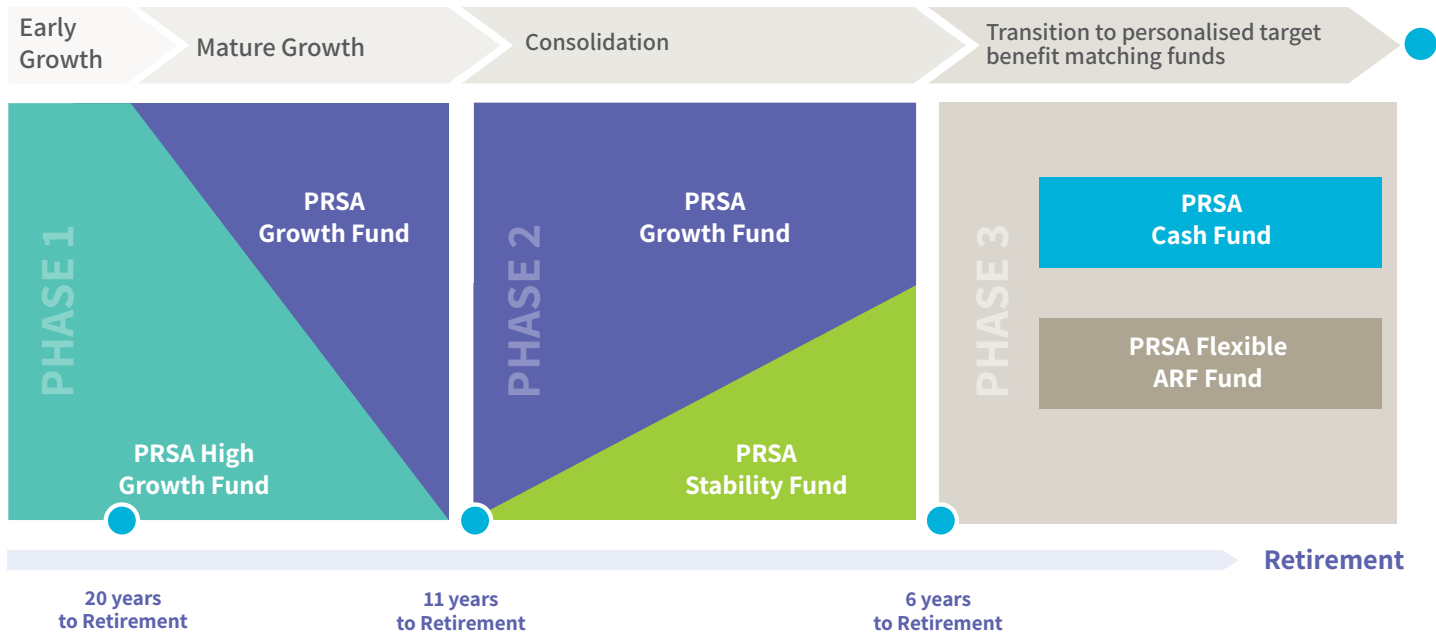 Early
Growth
Mature Growth
Consolidation
Transition to personalised target
benefit matching funds
PHASE 1
PRSA
Growth Fund
PRSA High
Growth Fund
PHASE 2
PRSA
Growth Fund
PRSA
Stability Fund
PHASE 3
PRSA
Cash Fund
PRSA Flexible
ARF Fund
Retirement
20 years
to Retirement
11 years
to Retirement
6 years
to Retirement